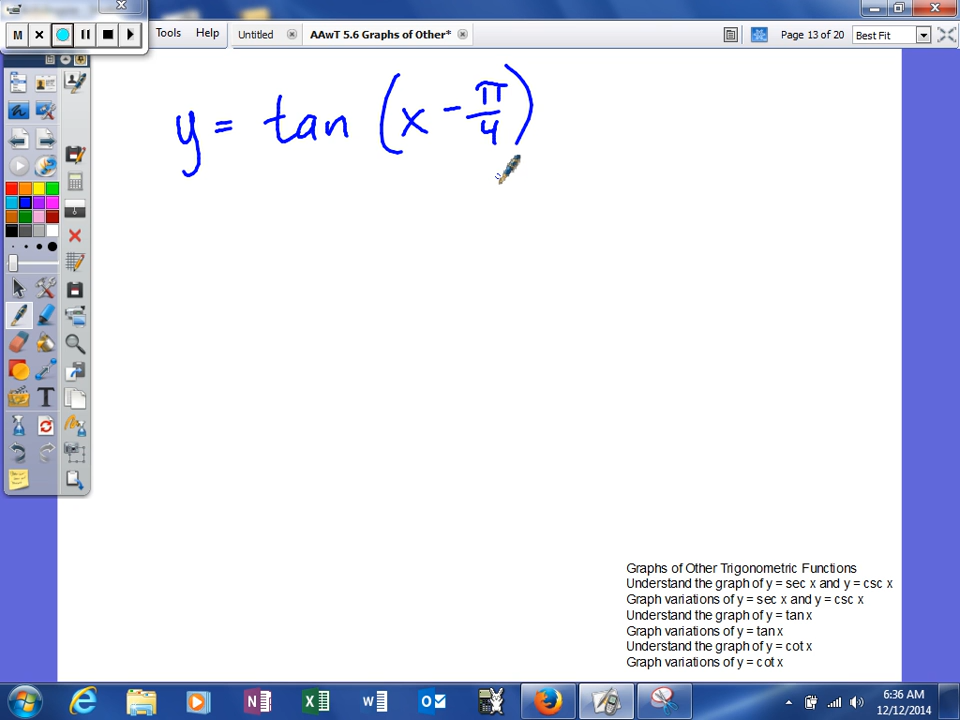 M
Tools Help Untitled AAwT 5.6 Graphs of Other* Page 13 of 20 Best Fit
y = tan (x - π/4)
T
Graphs of Other Trigonometric Functions
Understand the graph of y = sec x and y = csc x
Graph variations of y = sec x and y = csc x
Understand the graph of y = tan x
Graph variations of y = tan x
Understand the graph of y = cot x
Graph variations of y = cot x
6:36 AM
12/12/2014